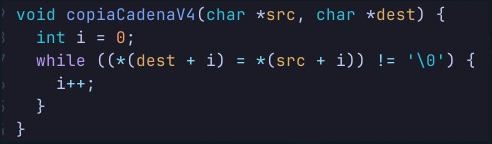 void copiaCadenaV4(char *src, char *dest) {
  int i = 0;
  while ((*(dest + i) = *(src + i)) != '\0') {
    i++;
  }
}